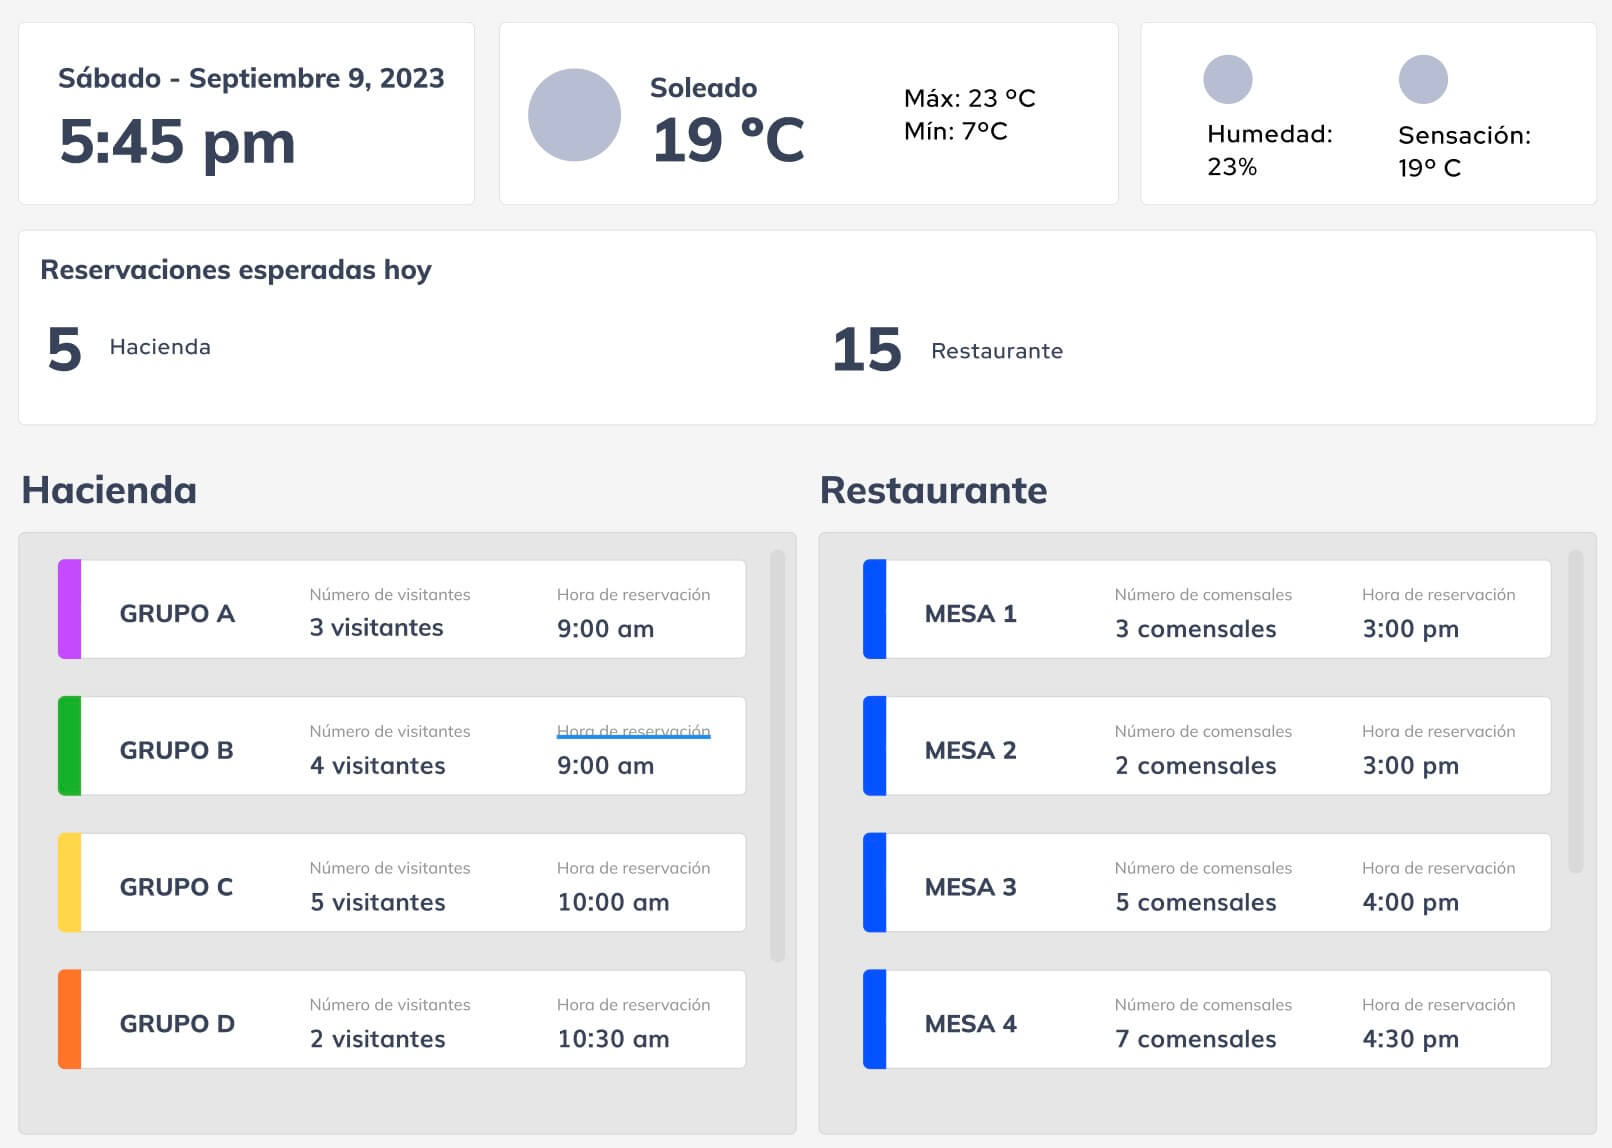 Sábado - Septiembre 9, 2023
5:45 pm
Soleado
19 ºC
Máx: 23 ºC
Mín: 7ºC
Humedad:
23%
Sensación:
19º C
Reservaciones esperadas hoy
5 Hacienda
15 Restaurante
Hacienda
GRUPO A
Número de visitantes
3 visitantes
Hora de reservación
9:00 am
GRUPO B
Número de visitantes
4 visitantes
Hora de reservación
9:00 am
GRUPO C
Número de visitantes
5 visitantes
Hora de reservación
10:00 am
GRUPO D
Número de visitantes
2 visitantes
Hora de reservación
10:30 am
Restaurante
MESA 1
Número de comensales
3 comensales
Hora de reservación
3:00 pm
MESA 2
Número de comensales
2 comensales
Hora de reservación
3:00 pm
MESA 3
Número de comensales
5 comensales
Hora de reservación
4:00 pm
MESA 4
Número de comensales
7 comensales
Hora de reservación
4:30 pm